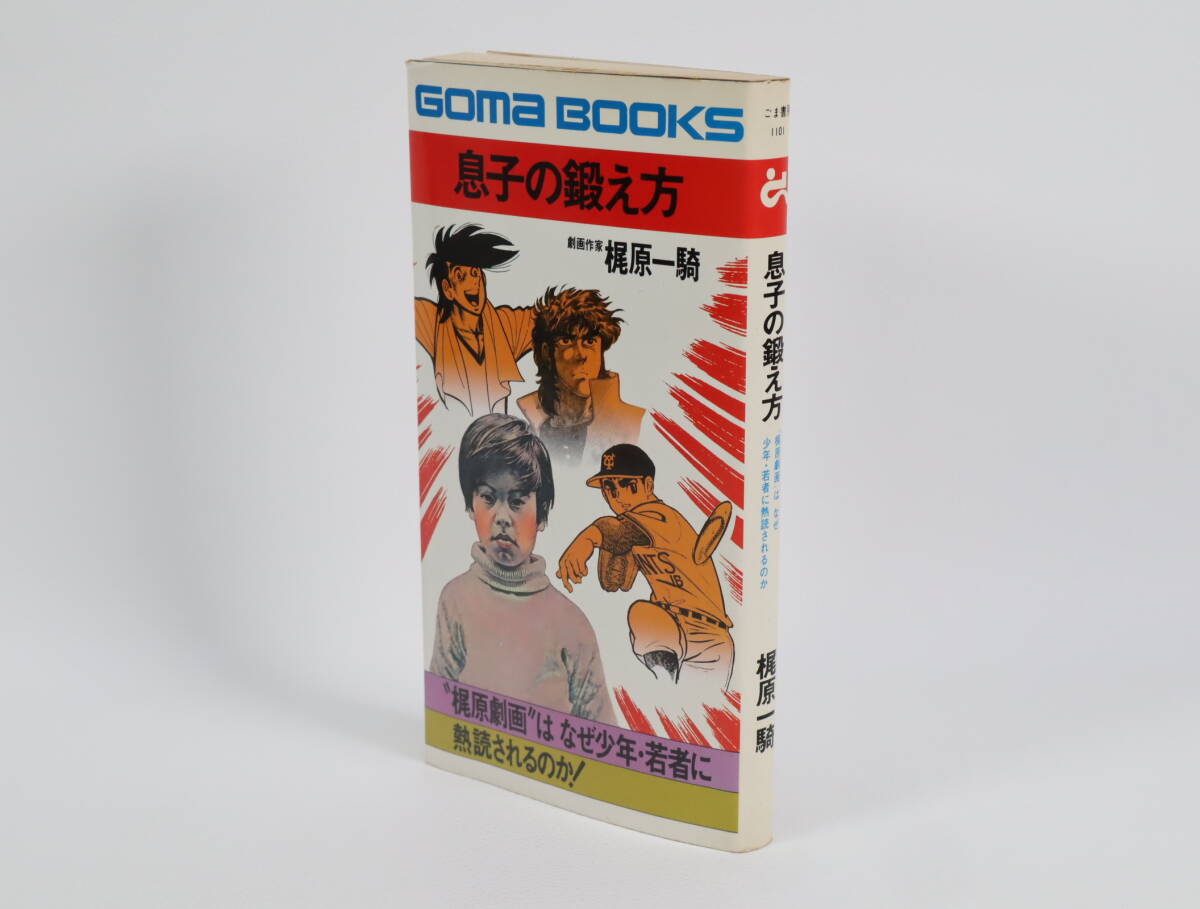 GOMA BOOKS
息子の鍛え方
劇画作家 梶原一騎
YG
NTS
“梶原劇画”は なぜ少年・若者に
熱読されるのか!
ごま書房
1101
息子の鍛え方
梶原劇画は なぜ
少年・若者に熱読されるのか
梶原一騎